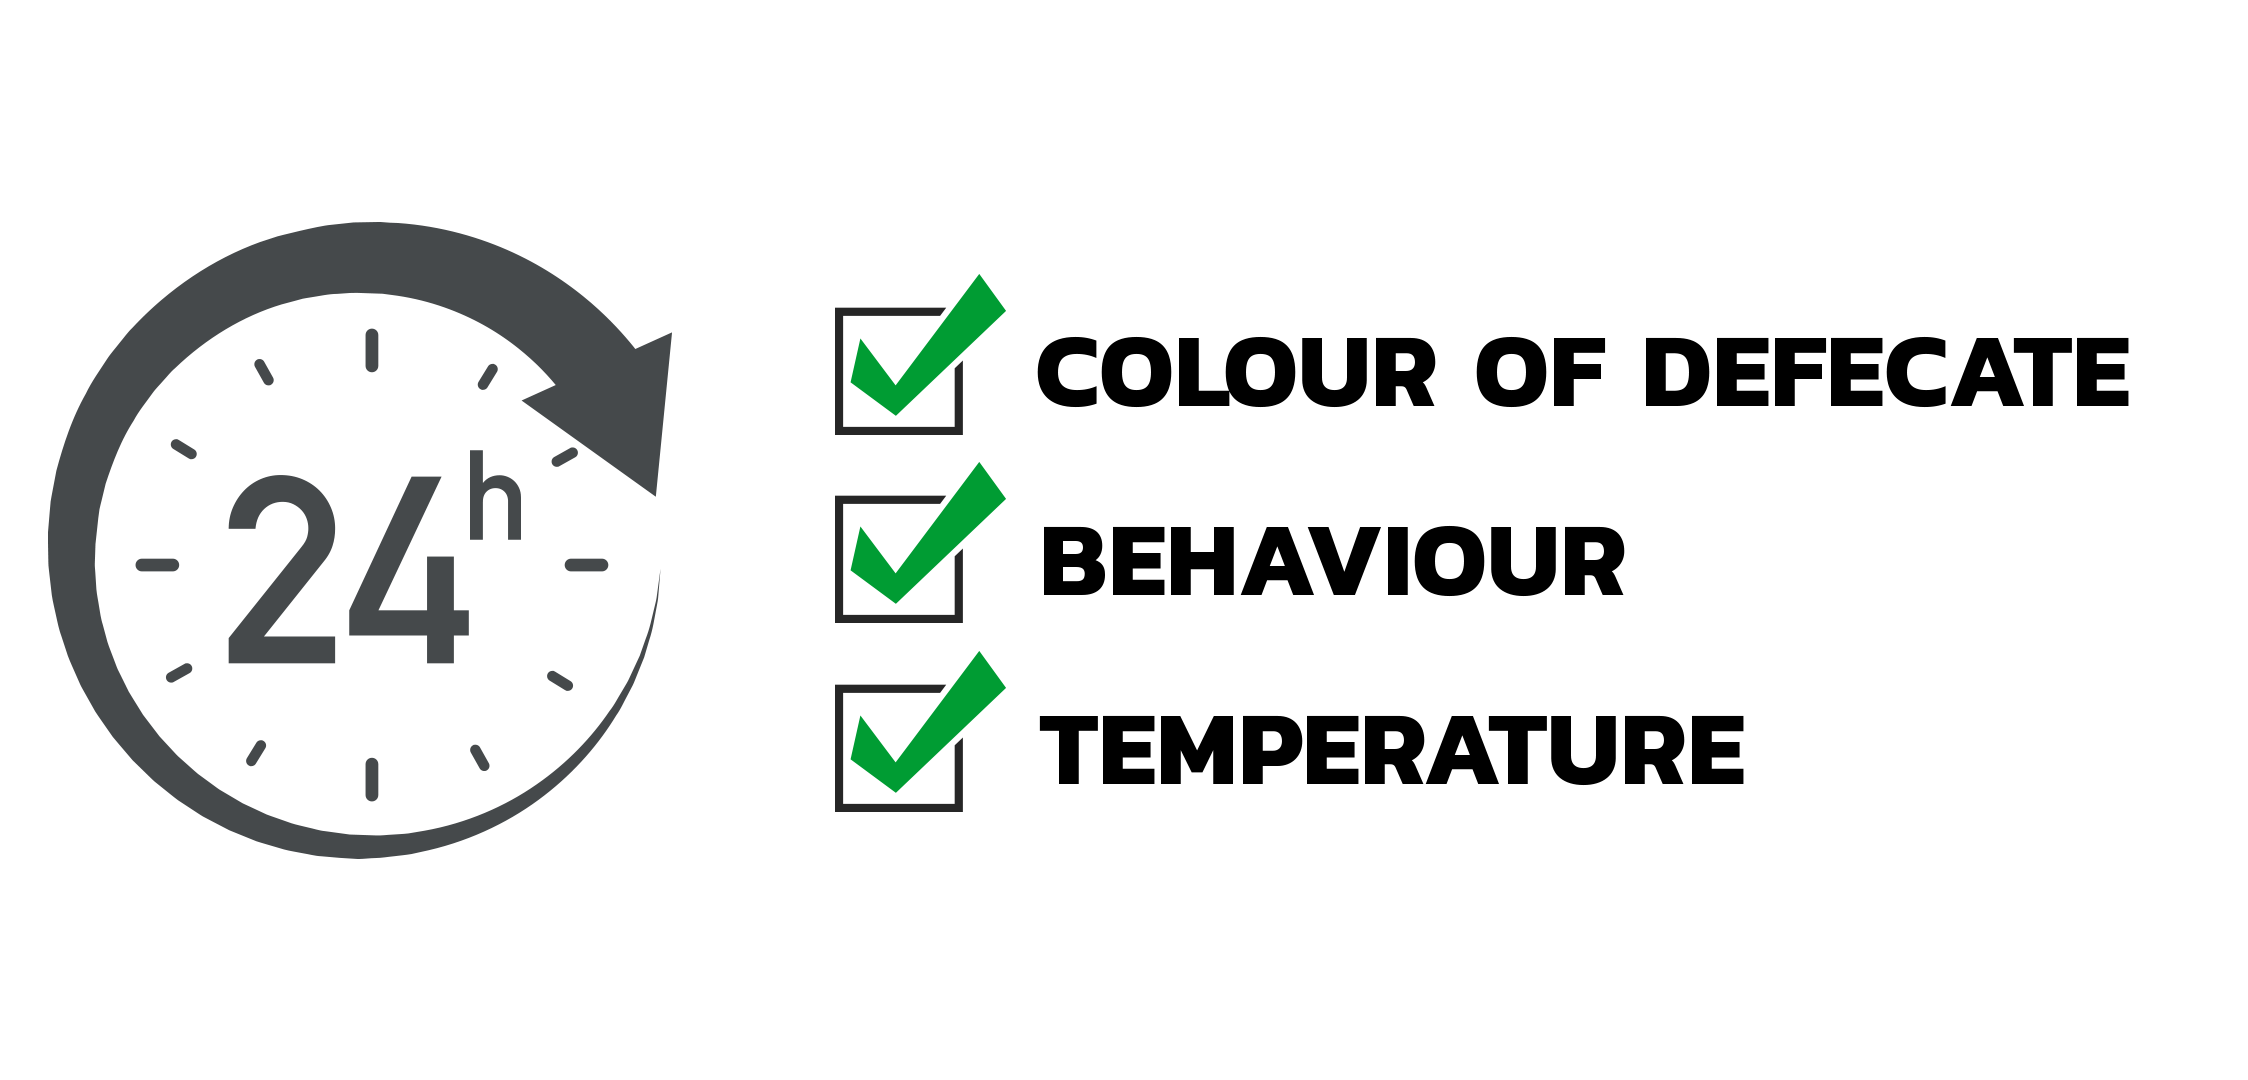 24h
COLOUR OF DEFECATE
BEHAVIOUR
TEMPERATURE